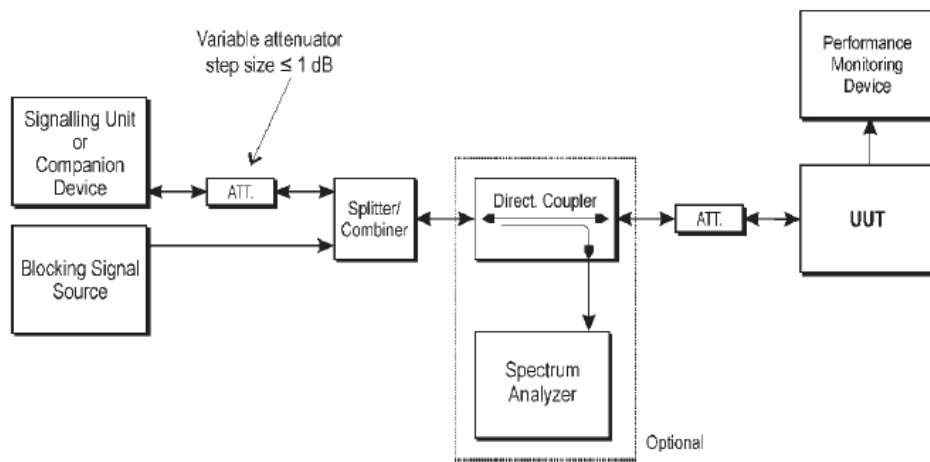 Variable attenuator
step size ≤ 1 dB
Performance
Monitoring
Device
Signalling Unit
or
Companion
Device
ATT.
Splitter/
Combiner
Direct. Coupler
ATT.
UUT
Blocking Signal
Source
Spectrum
Analyzer
Optional